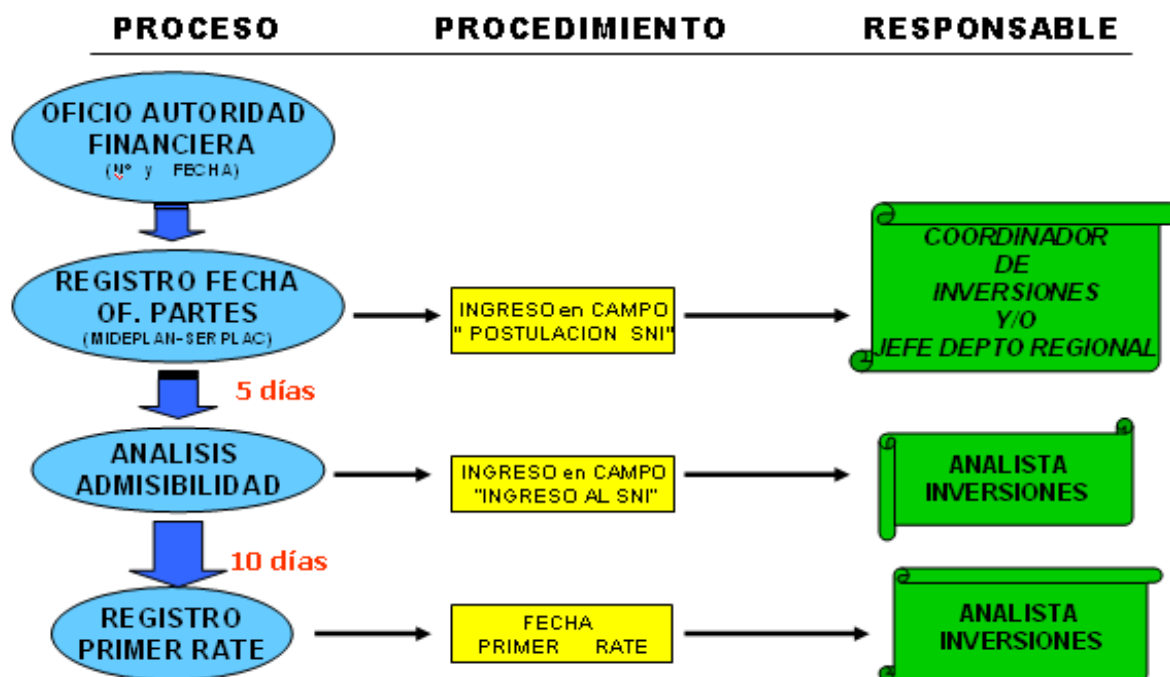 PROCESO PROCEDIMIENTO RESPONSABLE
OFICIO AUTORIDAD
FINANCIERA
(Nº y FECHA)
REGISTRO FECHA
OF. PARTES
(MIDEPLAN-SERPLAC)
INGRESO en CAMPO
" POSTULACION SNI"
COORDINADOR
DE
INVERSIONES
Y/O
JEFE DEPTO REGIONAL
5 días
ANALISIS
ADMISIBILIDAD
INGRESO en CAMPO
"INGRESO AL SNI"
ANALISTA
INVERSIONES
10 días
REGISTRO
PRIMER RATE
FECHA
PRIMER RATE
ANALISTA
INVERSIONES